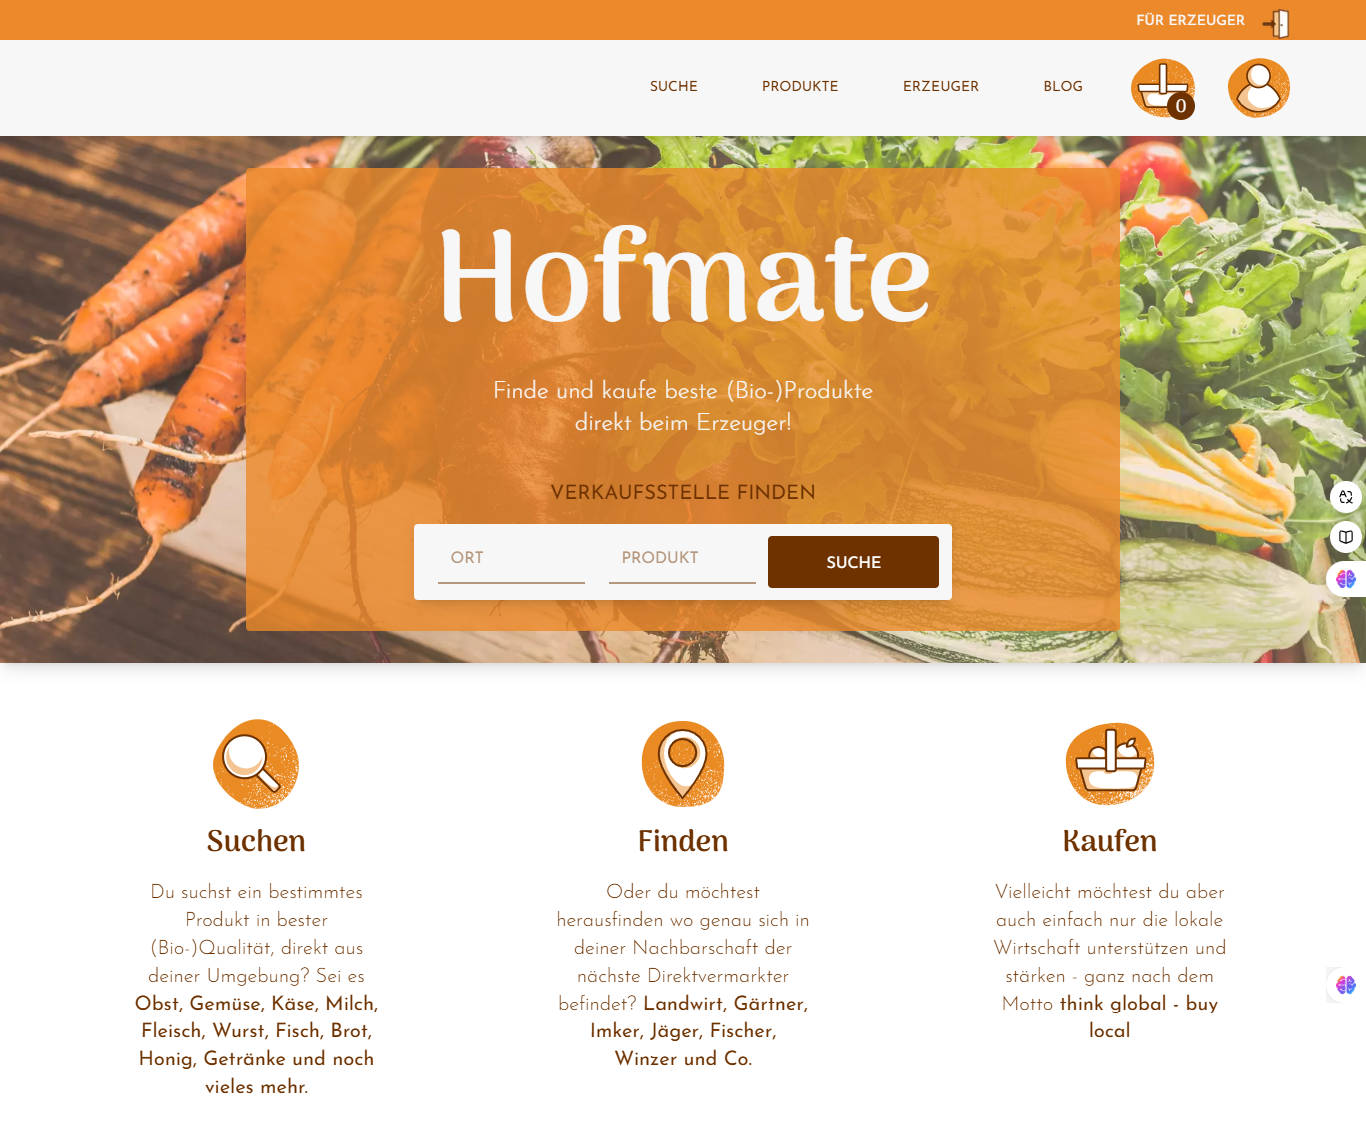 FÜR ERZEUGER
SUCHE PRODUKTE ERZEUGER BLOG
0
Hofmate
Finde und kaufe beste (Bio-)Produkte
direkt beim Erzeuger!
VERKAUFSSTELLE FINDEN
ORT PRODUKT SUCHE
Suchen
Du suchst ein bestimmtes
Produkt in bester
(Bio-)Qualität, direkt aus
deiner Umgebung? Sei es
Obst, Gemüse, Käse, Milch,
Fleisch, Wurst, Fisch, Brot,
Honig, Getränke und noch
vieles mehr.
Finden
Oder du möchtest
herausfinden wo genau sich in
deiner Nachbarschaft der
nächste Direktvermarkter
befindet? Landwirt, Gärtner,
Imker, Jäger, Fischer,
Winzer und Co.
Kaufen
Vielleicht möchtest du aber
auch einfach nur die lokale
Wirtschaft unterstützen und
stärken - ganz nach dem
Motto think global - buy
local